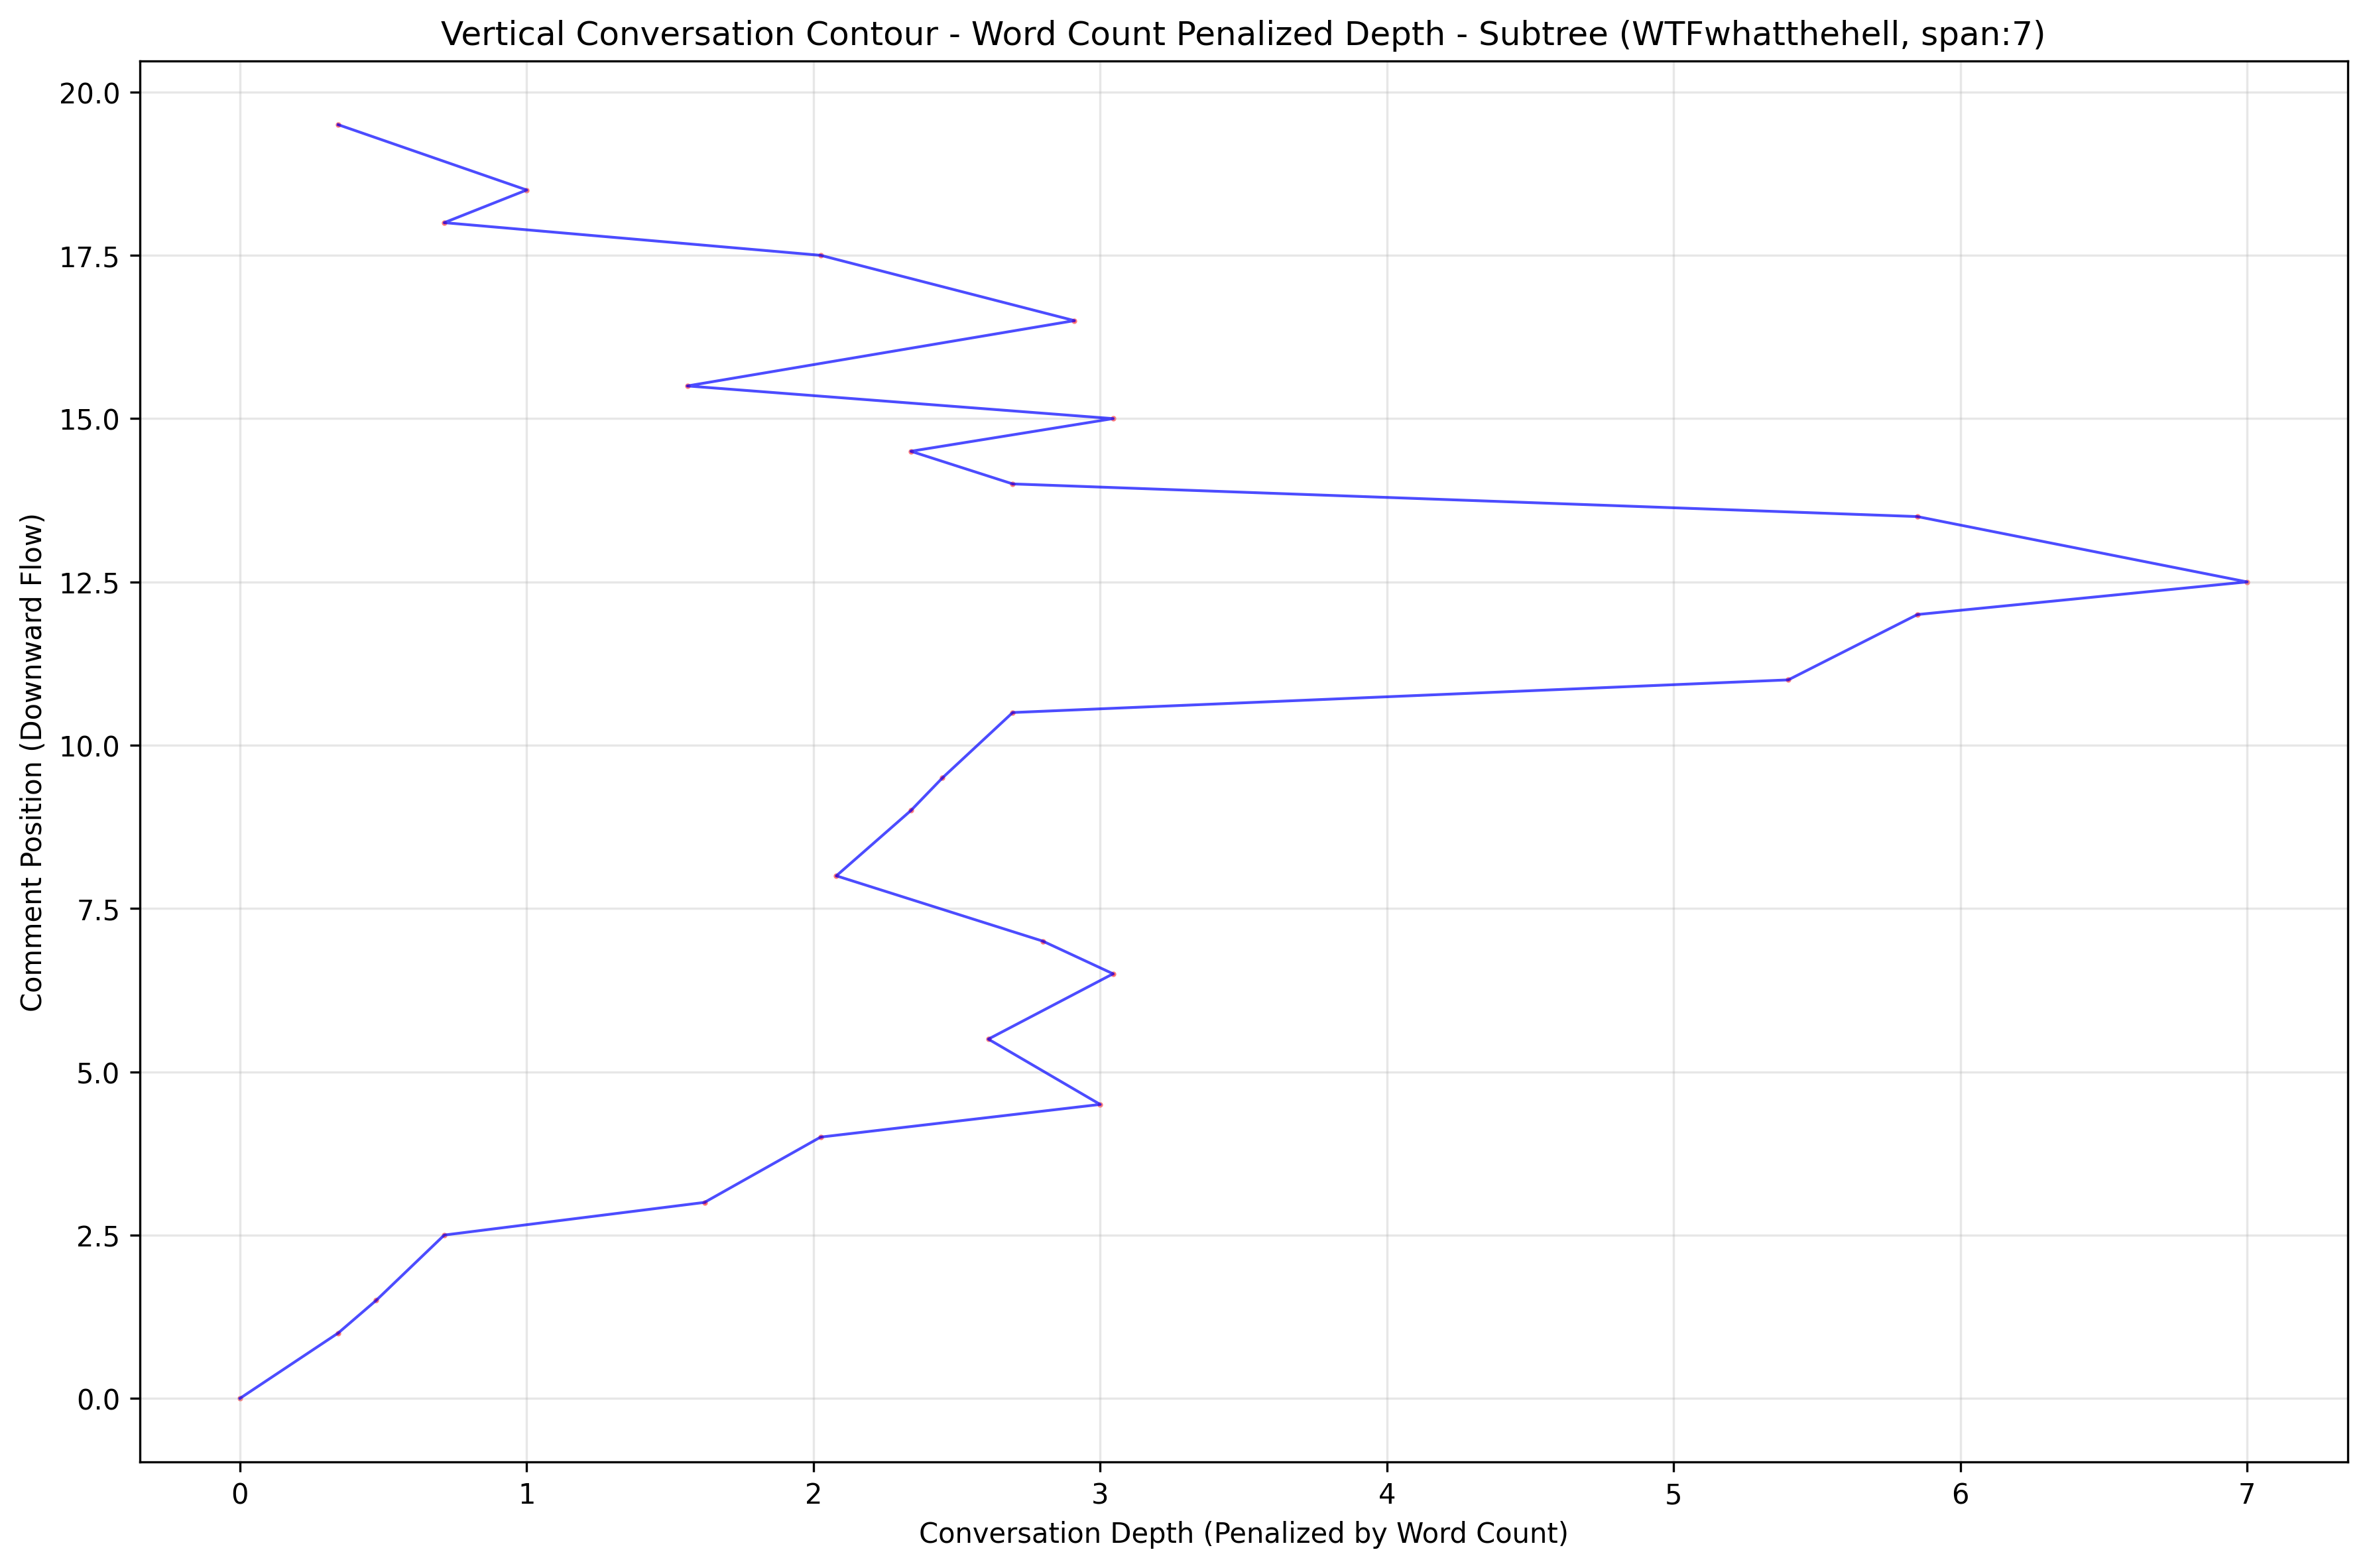 Vertical Conversation Contour - Word Count Penalized Depth - Subtree (WTFwhatthehell, span:7)
20.0
17.5
15.0
12.5
10.0
7.5
5.0
2.5
0.0
Comment Position (Downward Flow)
0 1 2 3 4 5 6 7
Conversation Depth (Penalized by Word Count)